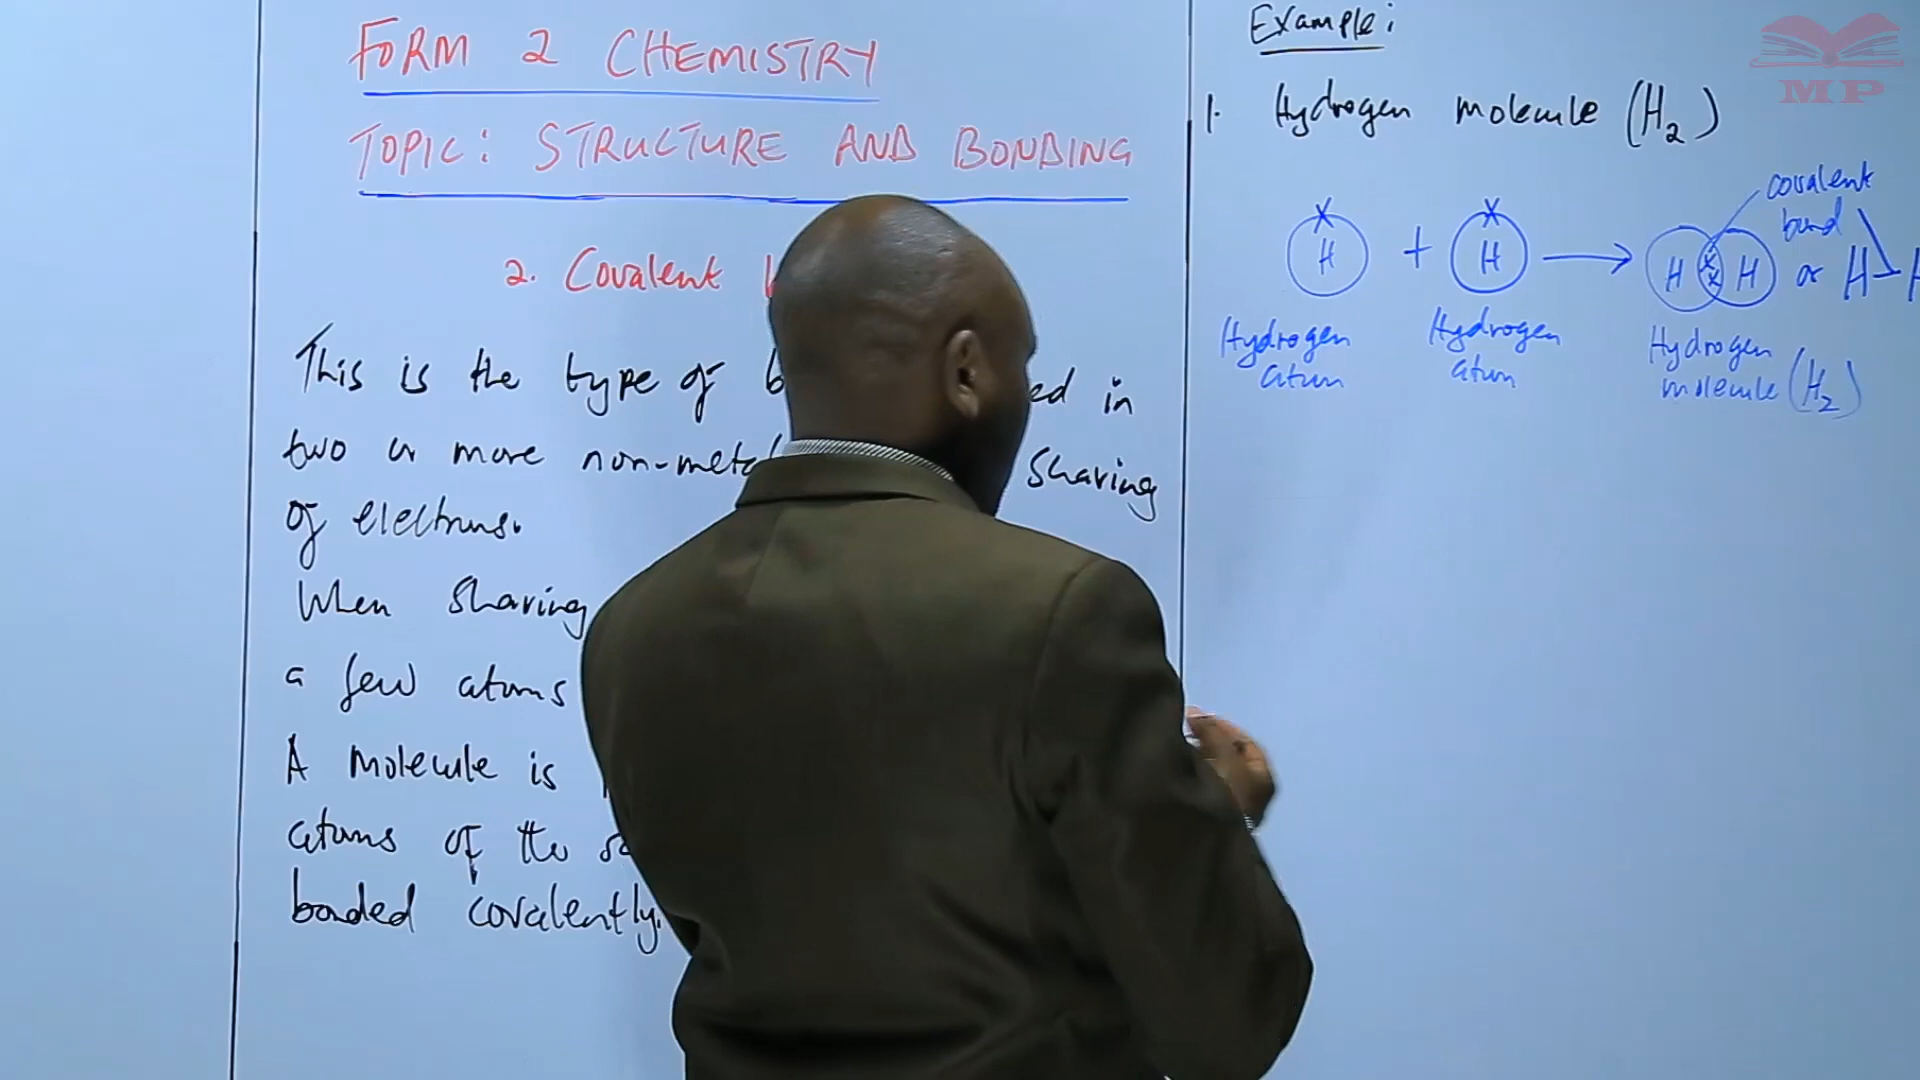 FORM 2 CHEMISTRY
TOPIC: STRUCTURE AND BONDING
2. Covalent
This is the type of in
two or more sharing
of electrons.
When sharing
a few atoms
A molecule is
atoms of the
bonded covalently.
Example:
1. Hydrogen molecule (H2)
covalent
bond
X X
H + H → H xx H or H-H
Hydrogen Hydrogen Hydrogen
atom atom molecule (H2)
MP